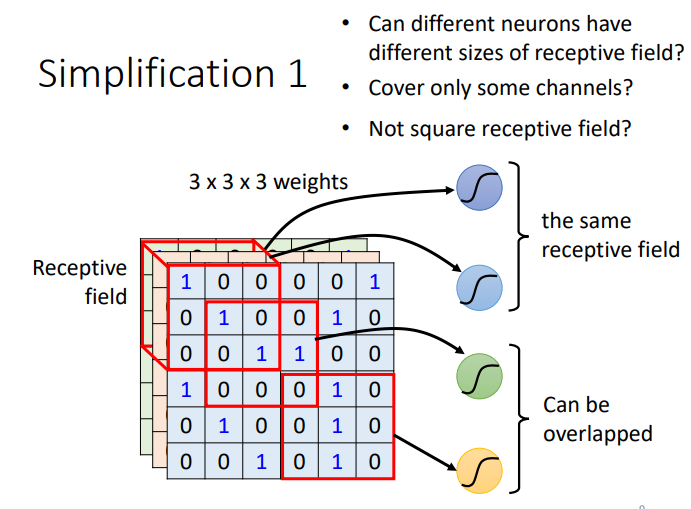 Simplification 1
• Can different neurons have
different sizes of receptive field?
• Cover only some channels?
• Not square receptive field?
3 x 3 x 3 weights
the same
receptive field
Receptive
field
1 0 0 0 0 1
0 1 0 0 1 0
0 0 1 1 0 0
1 0 0 0 1 0
0 1 0 0 1 0
0 0 1 0 1 0
Can be
overlapped